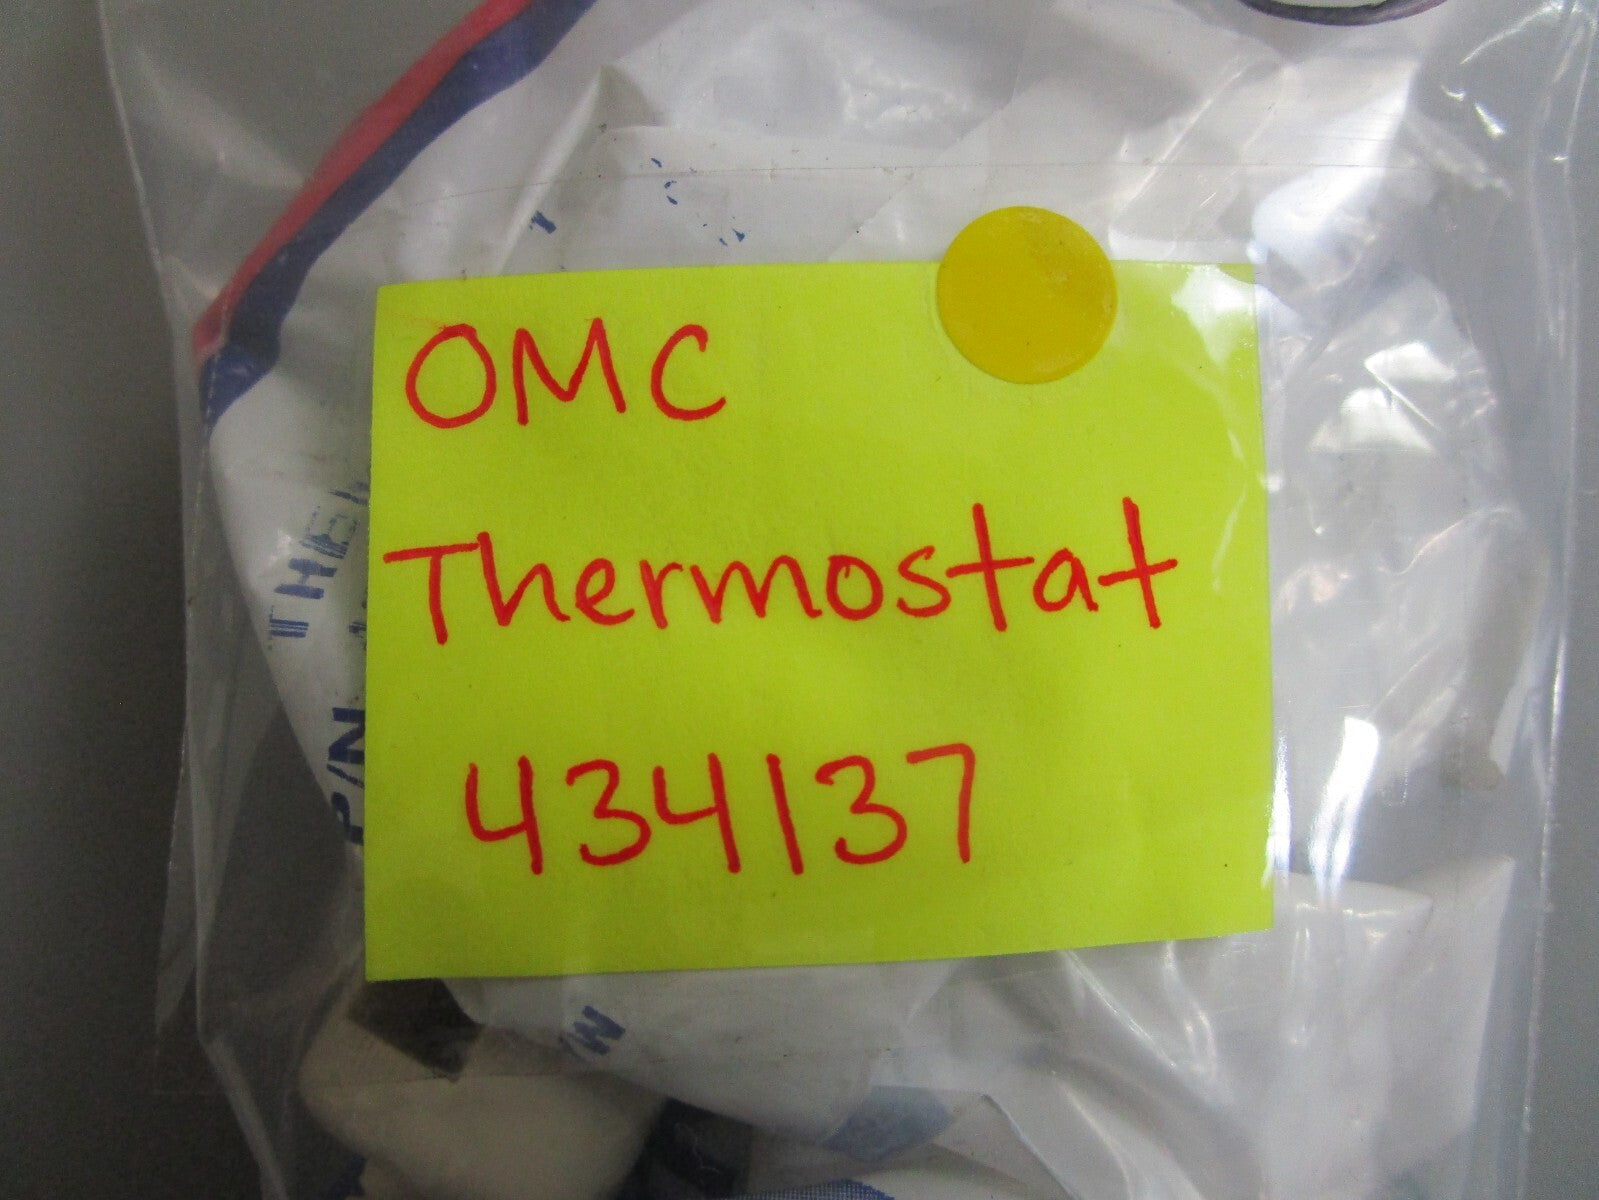 OMC
Thermostat
434137
P/N